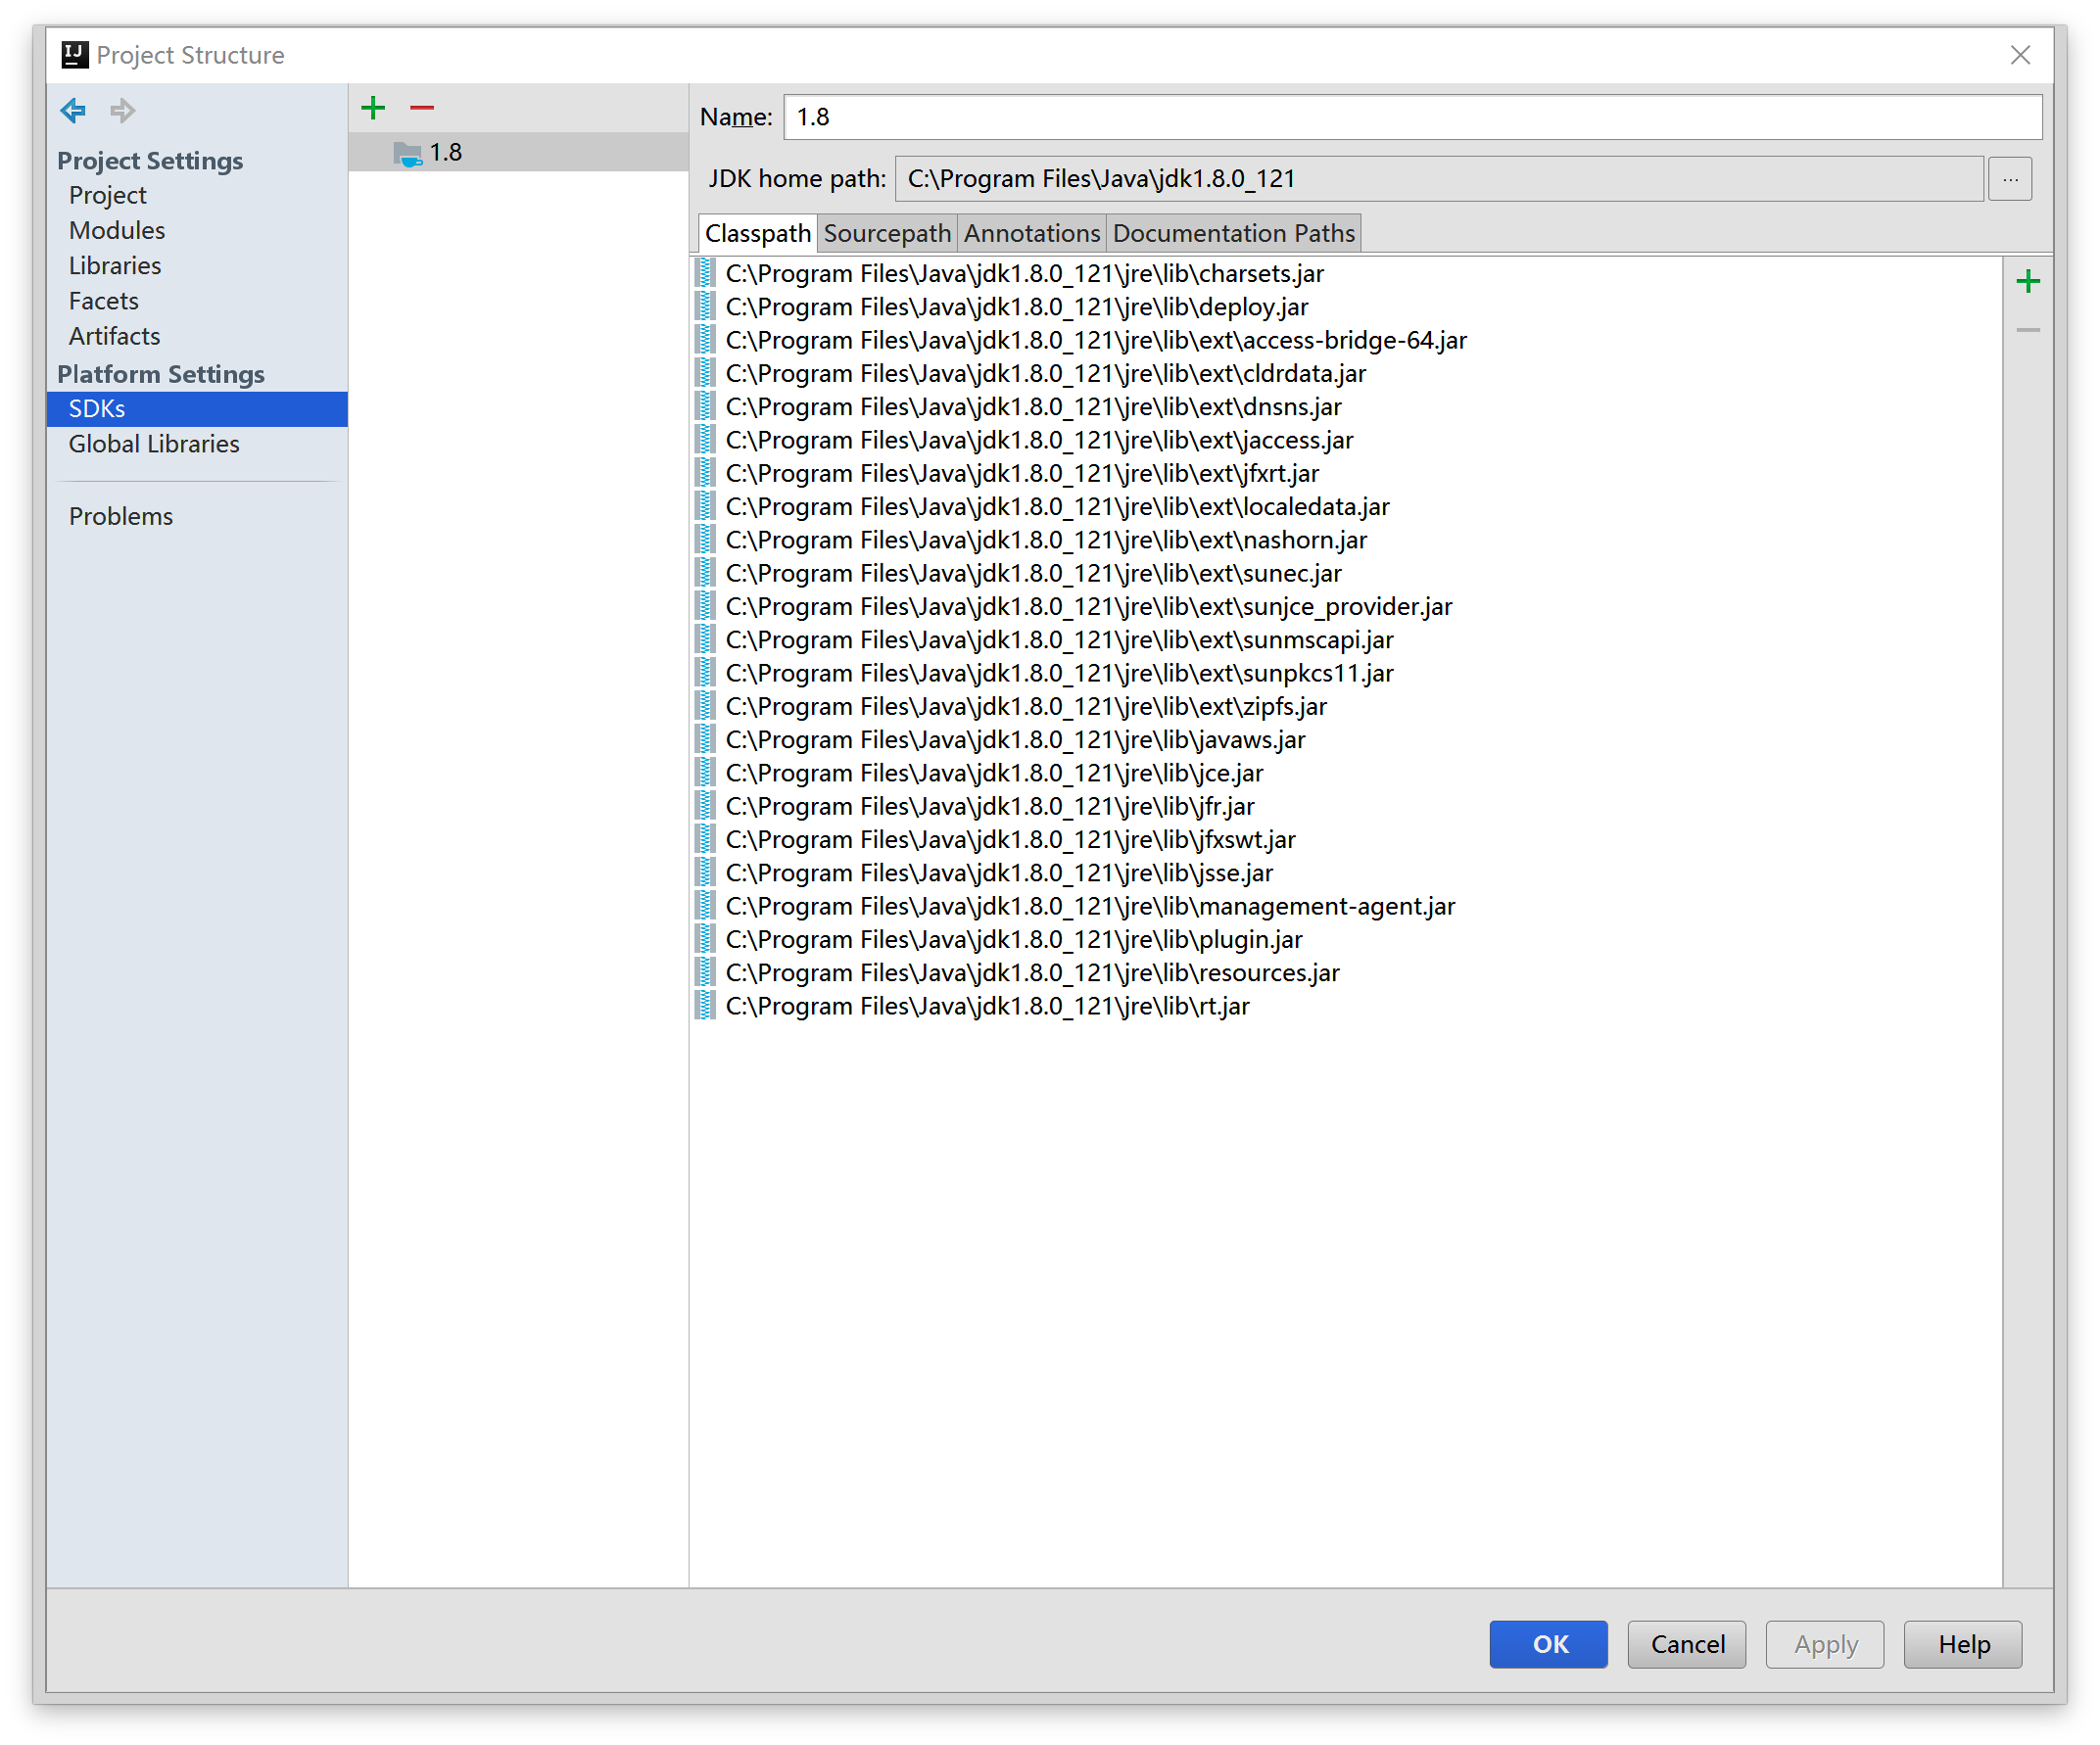 Project Structure
Project Settings
Project
Modules
Libraries
Facets
Artifacts
Platform Settings
SDKs
Global Libraries
Problems
1.8
Name: 1.8
JDK home path: C:\Program Files\Java\jdk1.8.0_121 ...
Classpath Sourcepath Annotations Documentation Paths
C:\Program Files\Java\jdk1.8.0_121\jre\lib\charsets.jar
C:\Program Files\Java\jdk1.8.0_121\jre\lib\deploy.jar
C:\Program Files\Java\jdk1.8.0_121\jre\lib\ext\access-bridge-64.jar
C:\Program Files\Java\jdk1.8.0_121\jre\lib\ext\cldrdata.jar
C:\Program Files\Java\jdk1.8.0_121\jre\lib\ext\dnsns.jar
C:\Program Files\Java\jdk1.8.0_121\jre\lib\ext\jaccess.jar
C:\Program Files\Java\jdk1.8.0_121\jre\lib\ext\jfxrt.jar
C:\Program Files\Java\jdk1.8.0_121\jre\lib\ext\localedata.jar
C:\Program Files\Java\jdk1.8.0_121\jre\lib\ext\nashorn.jar
C:\Program Files\Java\jdk1.8.0_121\jre\lib\ext\sunec.jar
C:\Program Files\Java\jdk1.8.0_121\jre\lib\ext\sunjce_provider.jar
C:\Program Files\Java\jdk1.8.0_121\jre\lib\ext\sunmscapi.jar
C:\Program Files\Java\jdk1.8.0_121\jre\lib\ext\sunpkcs11.jar
C:\Program Files\Java\jdk1.8.0_121\jre\lib\ext\zipfs.jar
C:\Program Files\Java\jdk1.8.0_121\jre\lib\javaws.jar
C:\Program Files\Java\jdk1.8.0_121\jre\lib\jce.jar
C:\Program Files\Java\jdk1.8.0_121\jre\lib\jfr.jar
C:\Program Files\Java\jdk1.8.0_121\jre\lib\jfxswt.jar
C:\Program Files\Java\jdk1.8.0_121\jre\lib\jsse.jar
C:\Program Files\Java\jdk1.8.0_121\jre\lib\management-agent.jar
C:\Program Files\Java\jdk1.8.0_121\jre\lib\plugin.jar
C:\Program Files\Java\jdk1.8.0_121\jre\lib\resources.jar
C:\Program Files\Java\jdk1.8.0_121\jre\lib\rt.jar
OK Cancel Apply Help